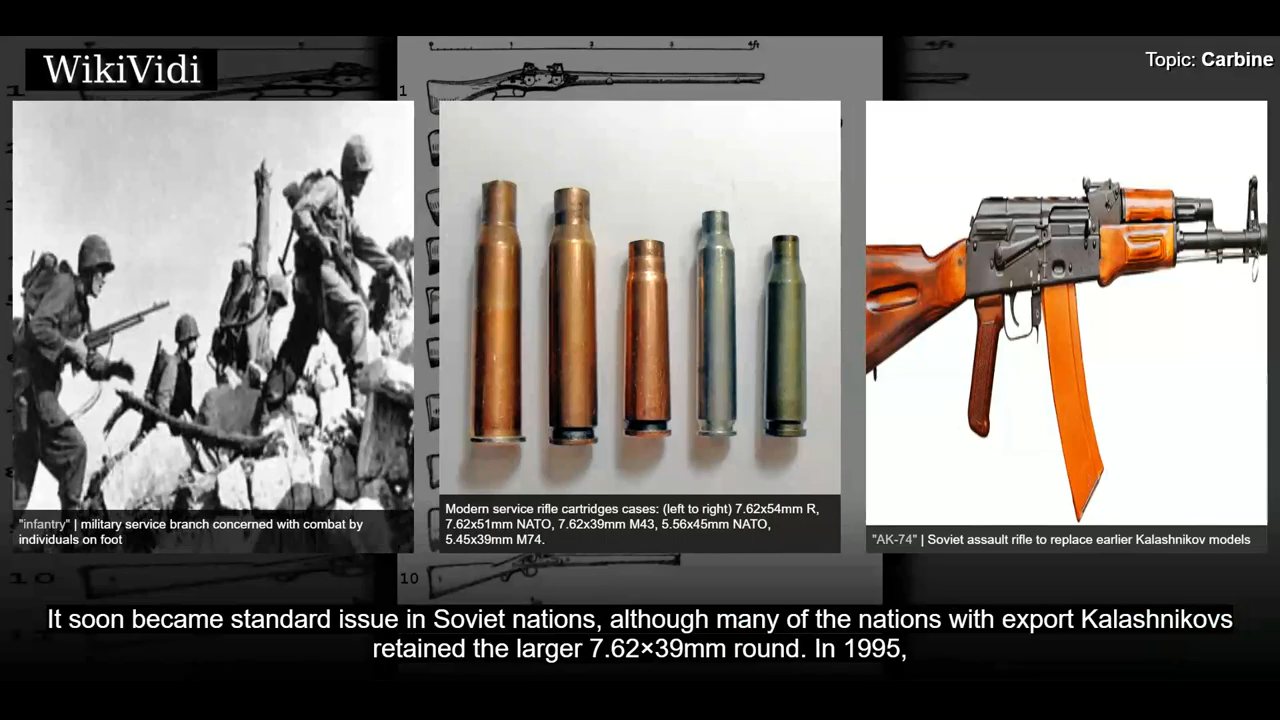 WikiVidi
Topic: Carbine
1
10
10
"infantry" | military service branch concerned with combat by
individuals on foot
Modern service rifle cartridges cases: (left to right) 7.62x54mm R,
7.62x51mm NATO, 7.62x39mm M43, 5.56x45mm NATO,
5.45x39mm M74.
"AK-74" | Soviet assault rifle to replace earlier Kalashnikov models
It soon became standard issue in Soviet nations, although many of the nations with export Kalashnikovs
retained the larger 7.62×39mm round. In 1995,